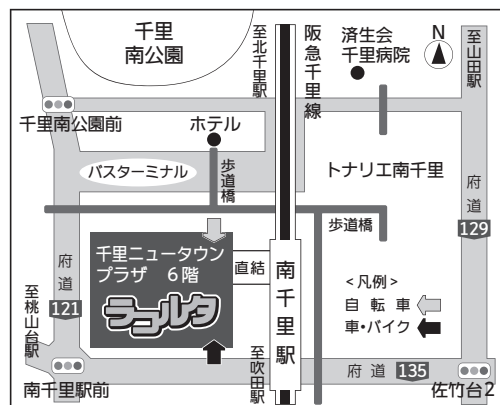 千里
南公園
至北千里駅
阪急千里線
済生会
千里病院
N
至山田駅
千里南公園前
ホテル
バスターミナル
歩道橋
トナリエ南千里
府道
129
歩道橋
千里ニュータウン
プラザ 6階
ラコルタ
直結
南千里駅
<凡例>
自転車
車・バイク
府道
121
至桃山台駅
至吹田駅
南千里駅前
府道 135
佐竹台2